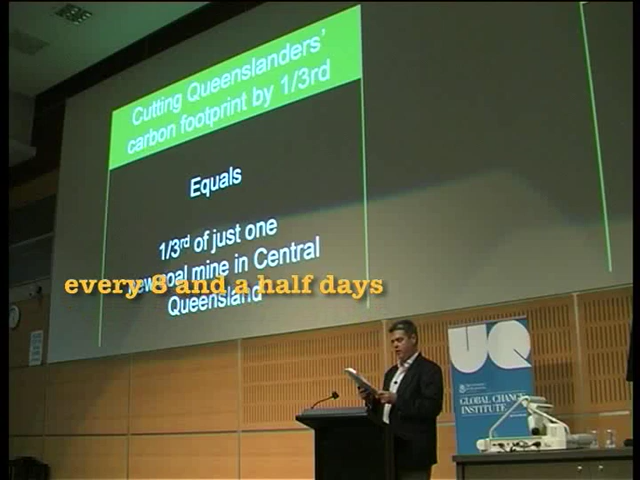 Cutting Queenslanders'
carbon footprint by 1/3rd
Equals
1/3rd of just one
new coal mine in Central
Queensland
every 8 and a half days
UQ
GLOBAL CHANGE
INSTITUTE